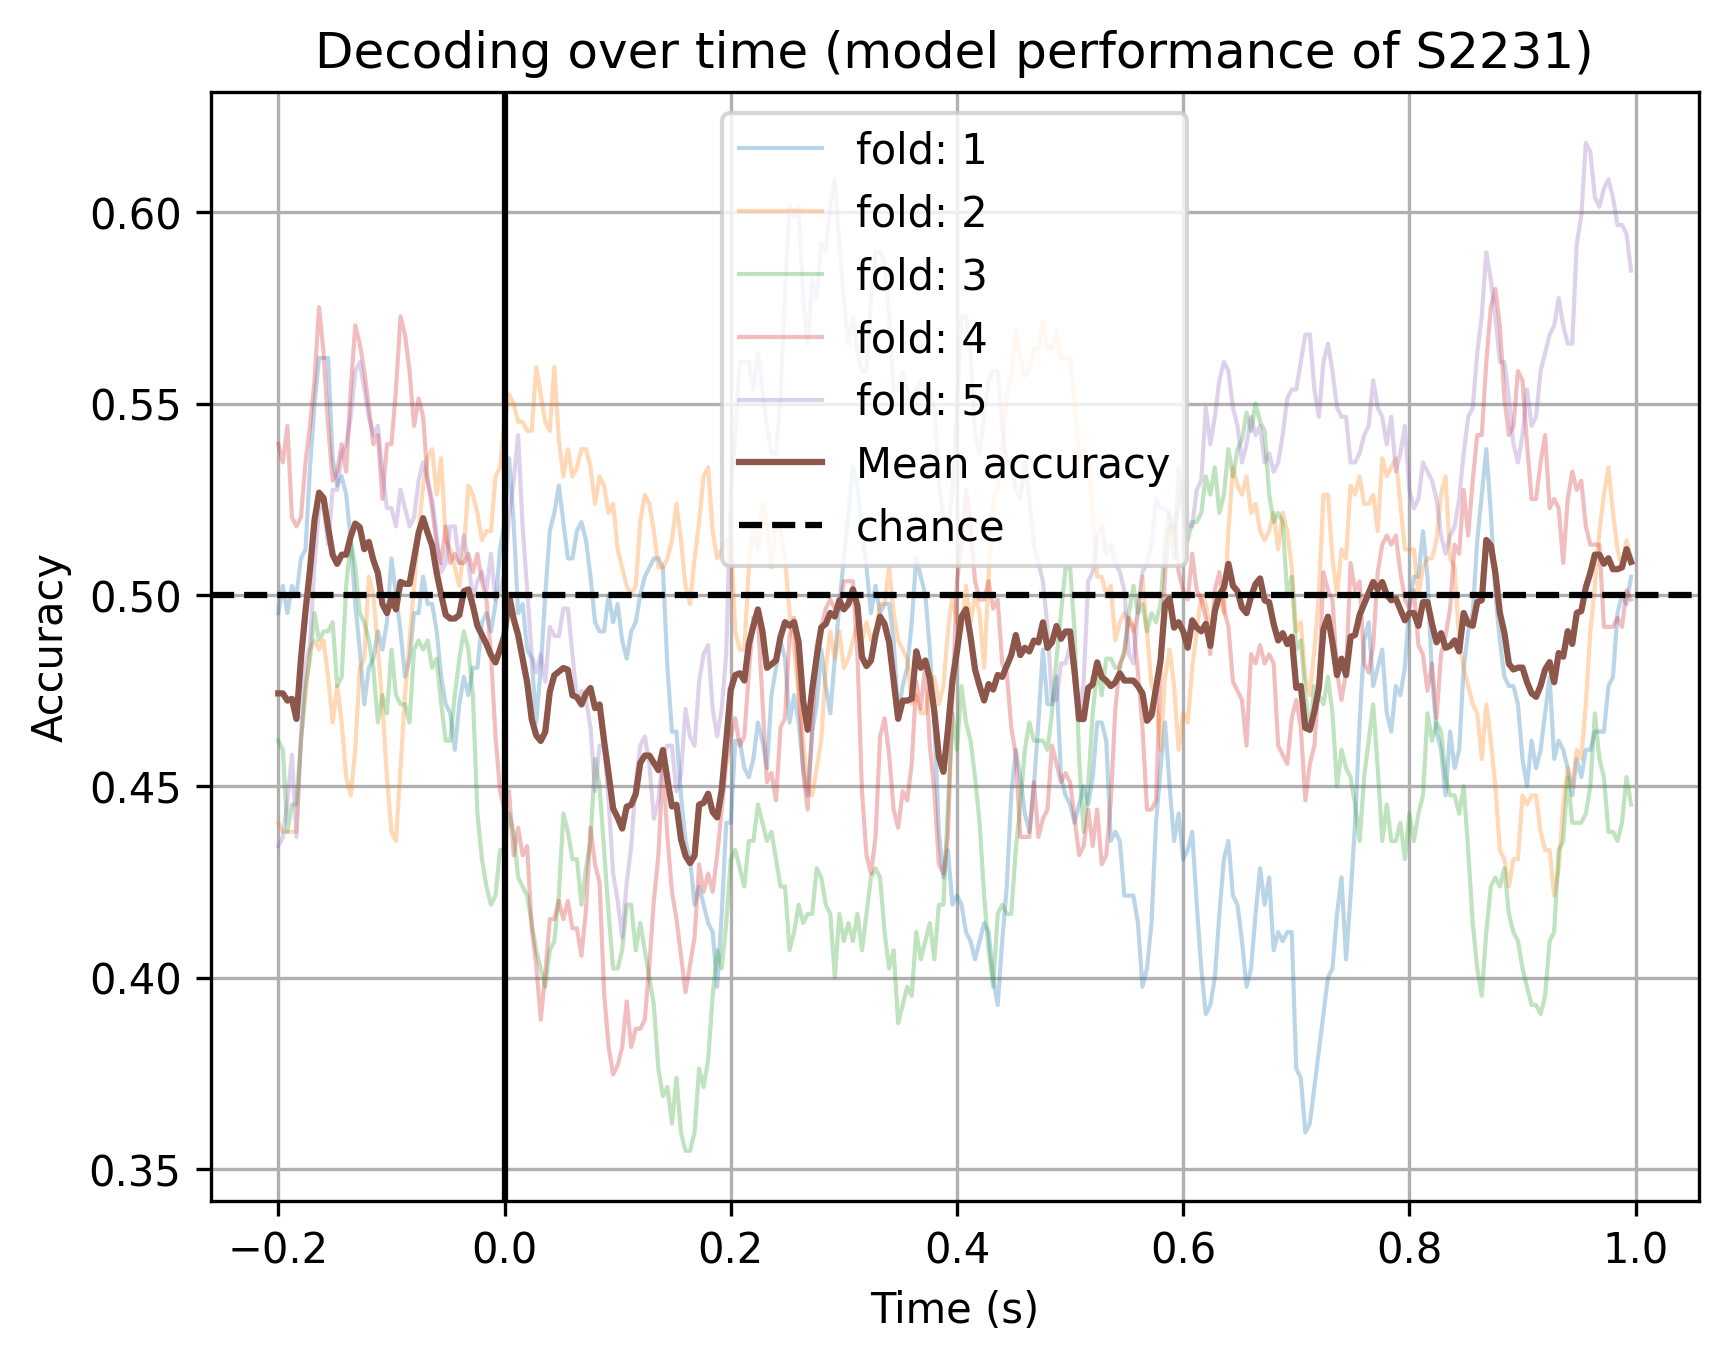 Decoding over time (model performance of S2231)
fold: 1
fold: 2
fold: 3
fold: 4
fold: 5
Mean accuracy
chance
Accuracy
0.60
0.55
0.50
0.45
0.40
0.35
−0.2
0.0
0.2
0.4
0.6
0.8
1.0
Time (s)